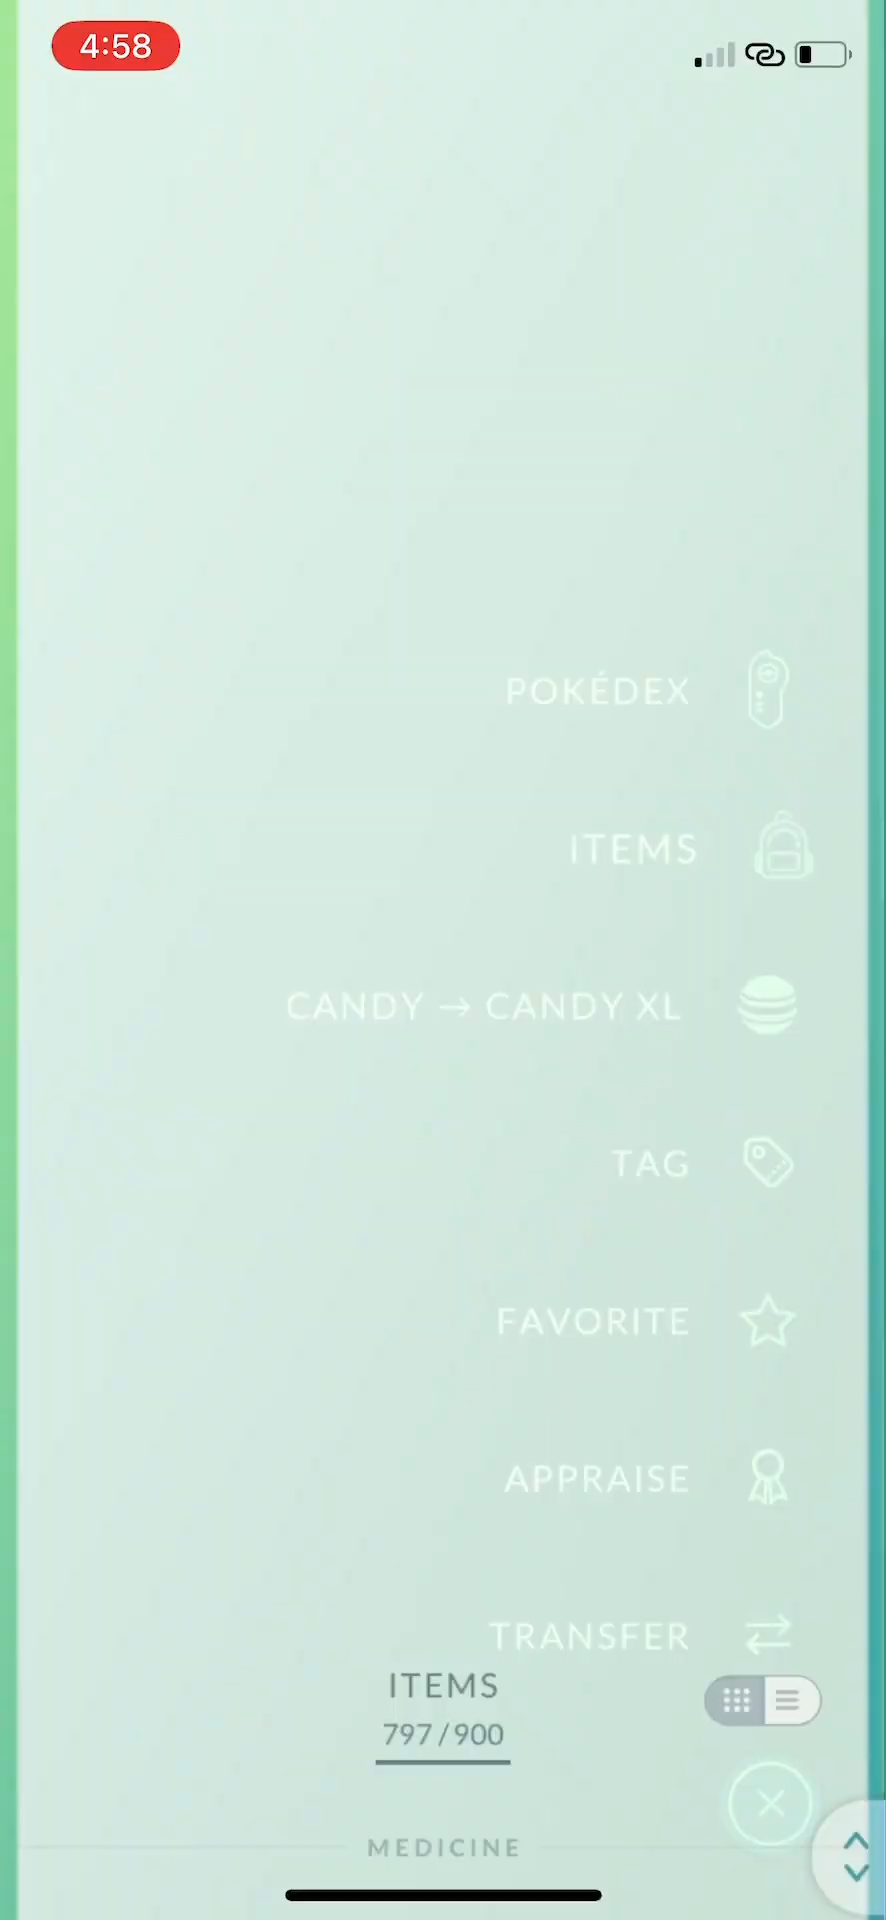 4:58
POKÉDEX
ITEMS
CANDY → CANDY XL
TAG
FAVORITE
APPRAISE
TRANSFER
ITEMS
797/900
MEDICINE